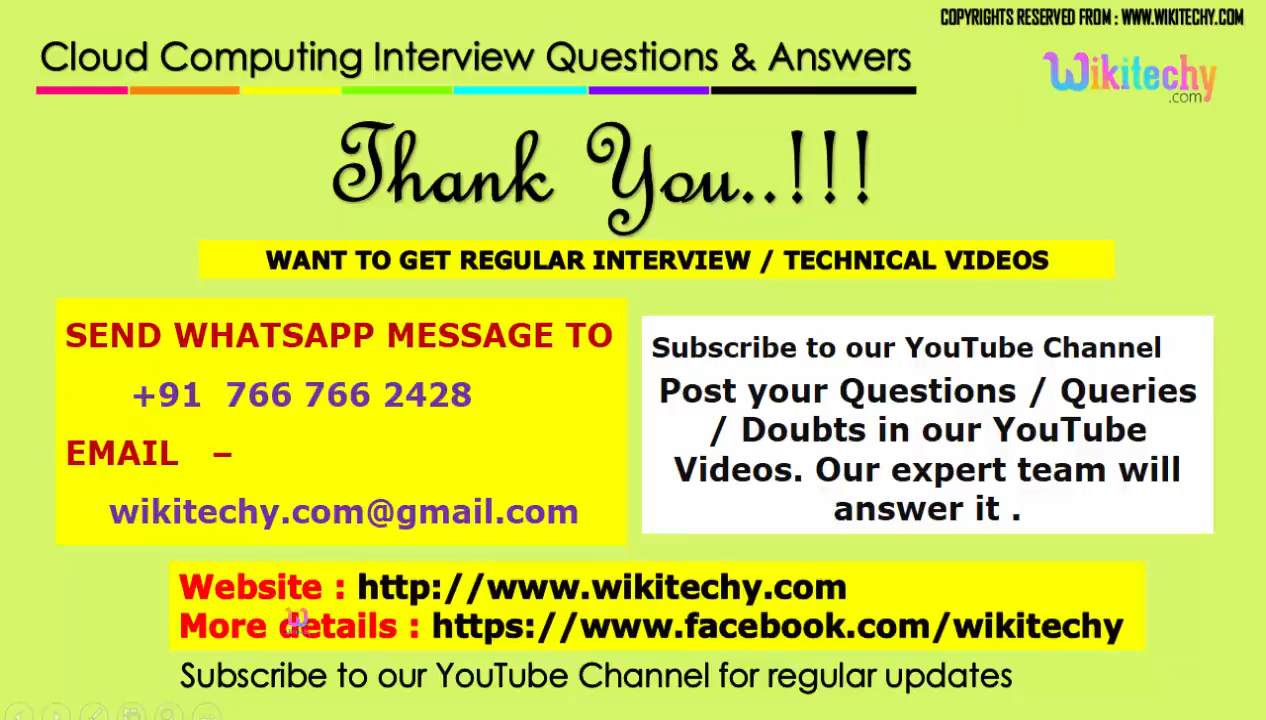 COPYRIGHTS RESERVED FROM : WWW.WIKITECHY.COM
Cloud Computing Interview Questions & Answers
Wikitechy
.com
Thank You..!!!
WANT TO GET REGULAR INTERVIEW / TECHNICAL VIDEOS
SEND WHATSAPP MESSAGE TO
+91 766 766 2428
EMAIL –
wikitechy.com@gmail.com
Subscribe to our YouTube Channel
Post your Questions / Queries
/ Doubts in our YouTube
Videos. Our expert team will
answer it .
Website : http://www.wikitechy.com
More details : https://www.facebook.com/wikitechy
Subscribe to our YouTube Channel for regular updates